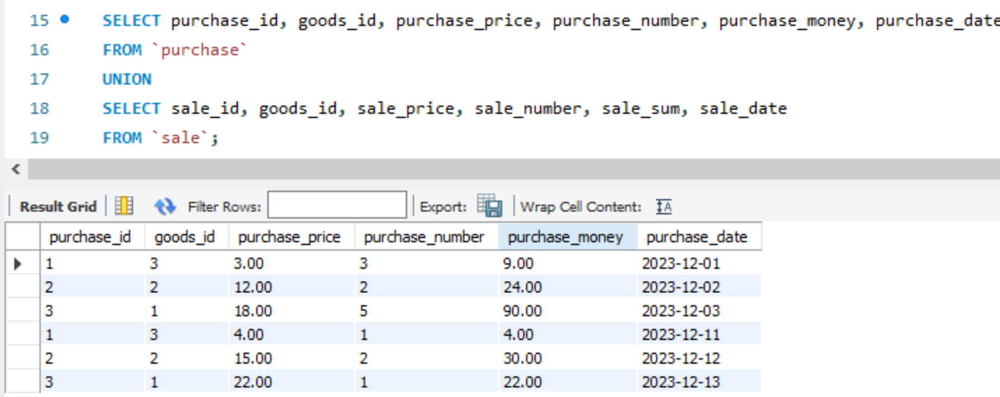 15 SELECT purchase_id, goods_id, purchase_price, purchase_number, purchase_money, purchase_date
16 FROM `purchase`
17 UNION
18 SELECT sale_id, goods_id, sale_price, sale_number, sale_sum, sale_date
19 FROM `sale`;
Result Grid Filter Rows: Export: Wrap Cell Content: IA
purchase_id goods_id purchase_price purchase_number purchase_money purchase_date
1 3 3.00 3 9.00 2023-12-01
2 2 12.00 2 24.00 2023-12-02
3 1 18.00 5 90.00 2023-12-03
1 3 4.00 1 4.00 2023-12-11
2 2 15.00 2 30.00 2023-12-12
3 1 22.00 1 22.00 2023-12-13